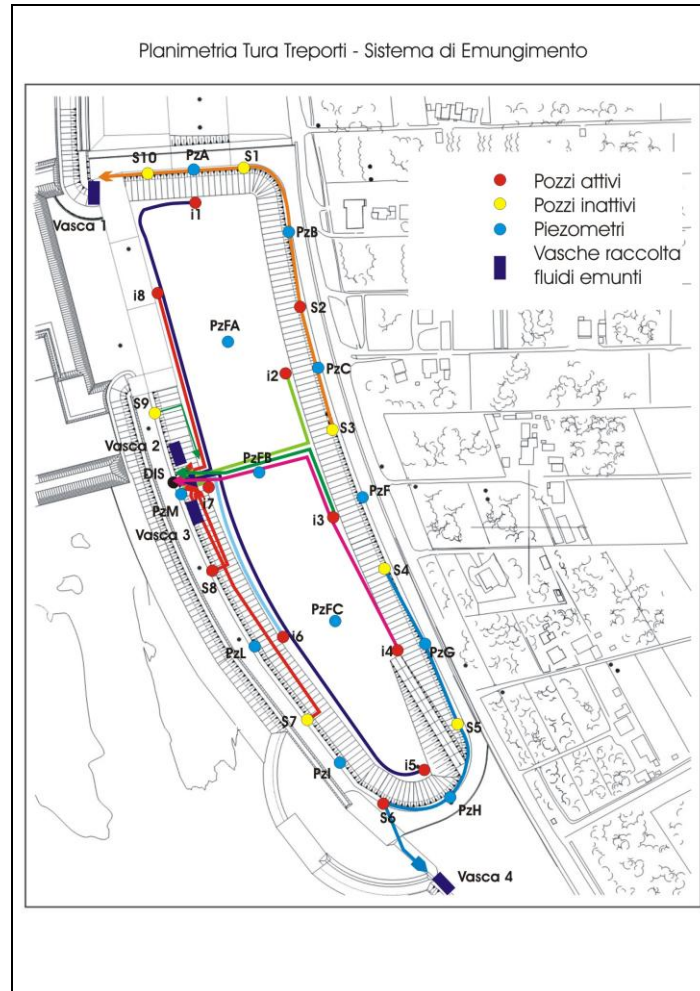 Planimetria Tura Treporti - Sistema di Emungimento
S10
PzA
S1
Pozzi attivi
Pozzi inattivi
Piezometri
Vasche raccolta
fluidi emunti
Vasca 1
i1
PzB
i8
S2
PzFA
i2
PzC
S9
S3
Vasca 2
DIS
PzFB
i7
PzM
PzF
Vasca 3
i3
S8
S4
PzFC
i6
PzL
i4
PzG
S7
S5
PzI
i5
S6
PzH
Vasca 4